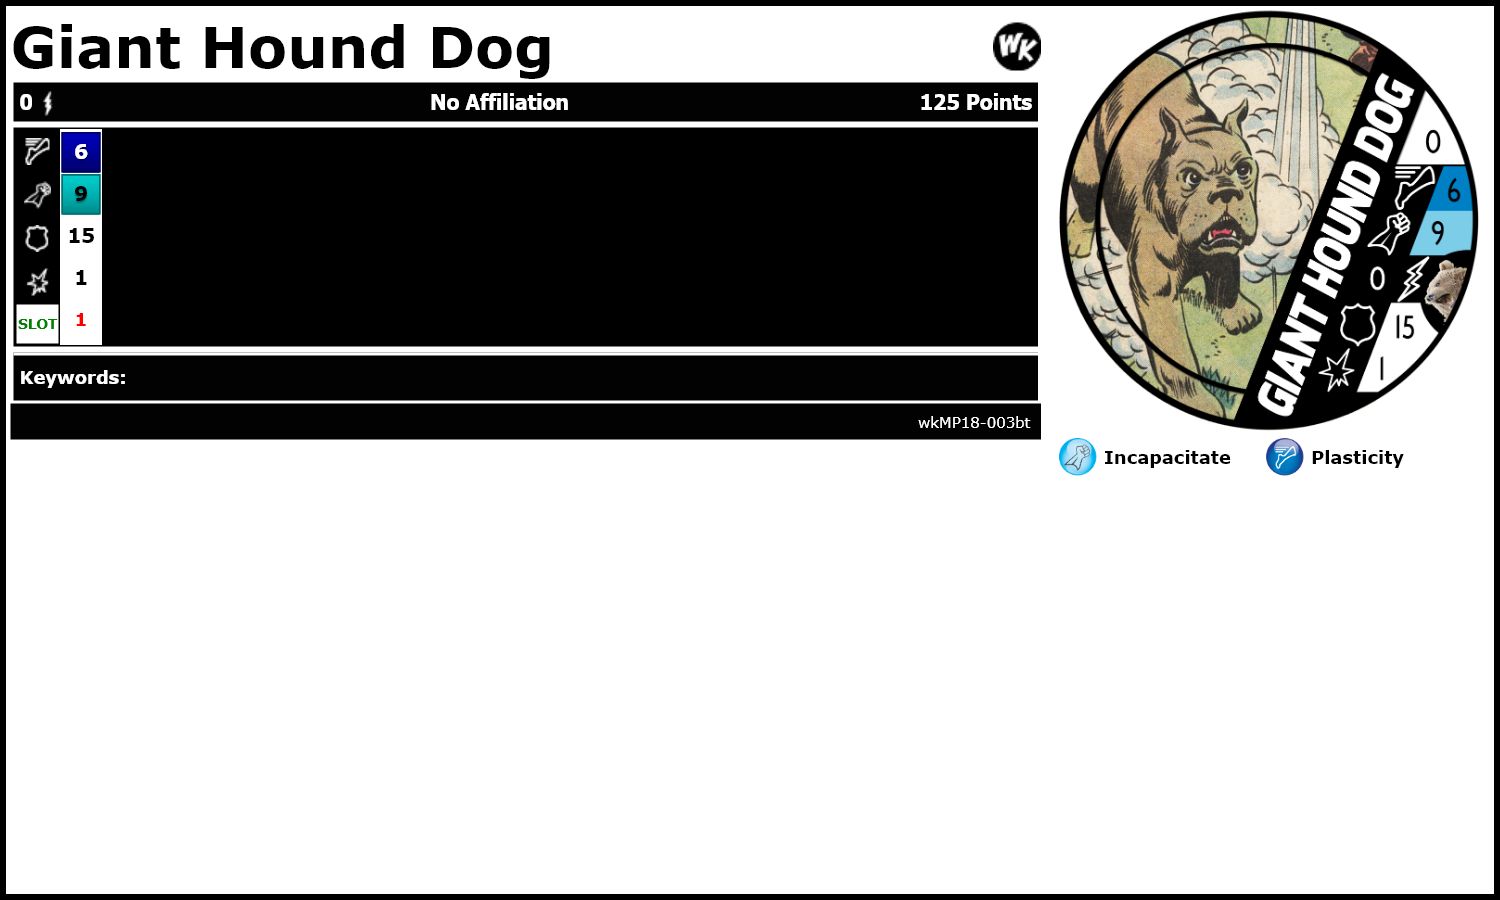 Giant Hound Dog
WK
0 No Affiliation 125 Points
6
9
15
1
SLOT 1
Keywords:
wkMP18-003bt
GIANT HOUND DOG
0
6
9
0
15
1
Incapacitate Plasticity